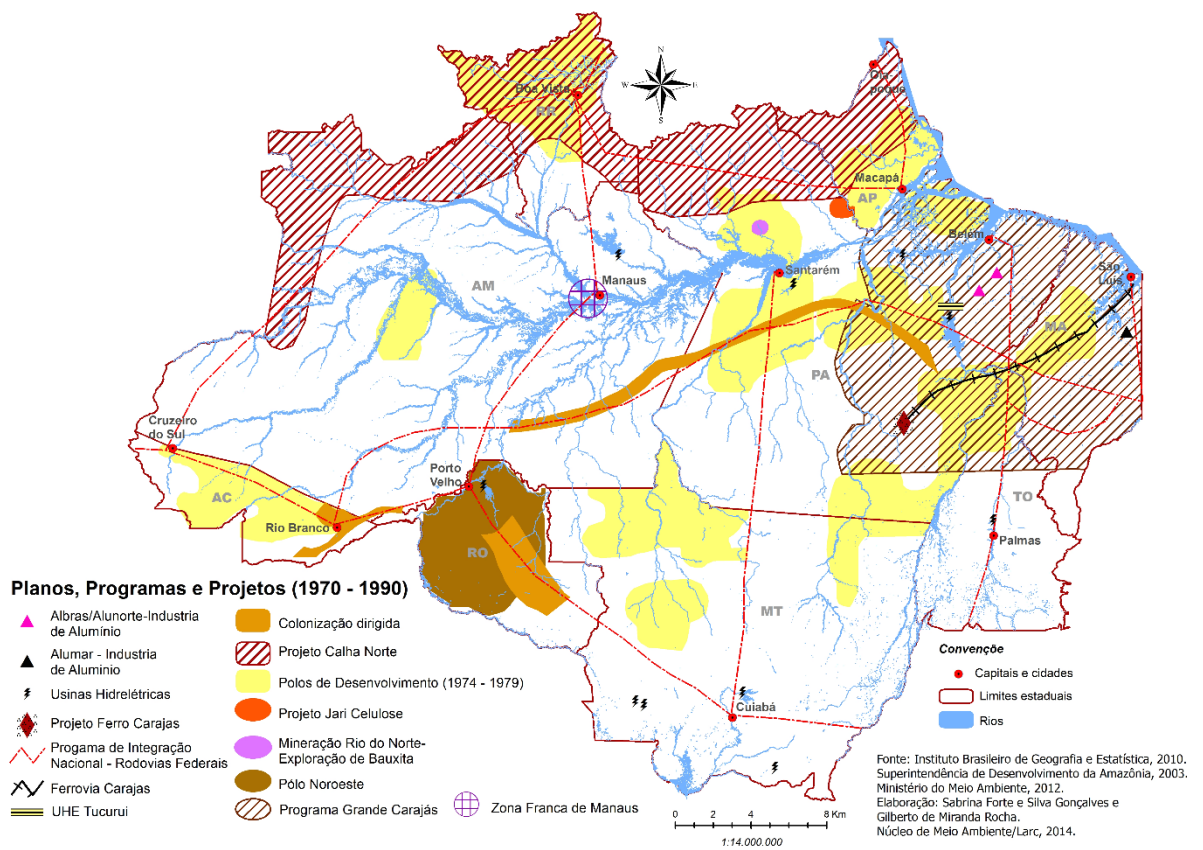 N
W
E
S
Oia-
poque
Boa Vista
RR
Macapá
AP
Belém
São
Luis
Santarém
Manaus
AM
MA
PA
Cruzeiro
do Sul
Porto
Velho
AC
Rio Branco
RO
TO
Palmas
MT
Cuiabá
Planos, Programas e Projetos (1970 - 1990)
Albras/Alunorte-Industria
de Alumínio
Alumar - Industria
de Aluminio
Usinas Hidrelétricas
Projeto Ferro Carajas
Progama de Integração
Nacional - Rodovias Federais
Ferrovia Carajas
UHE Tucurui
Colonização dirigida
Projeto Calha Norte
Polos de Desenvolvimento (1974 - 1979)
Projeto Jari Celulose
Mineração Rio do Norte-
Exploração de Bauxita
Pólo Noroeste
Programa Grande Carajás
Zona Franca de Manaus
Convençõe
Capitais e cidades
Limites estaduais
Rios
0 2 4 8 Km
1:14.000.000
Fonte: Instituto Brasileiro de Geografia e Estatística, 2010.
Superintendência de Desenvolvimento da Amazônia, 2003.
Ministério do Meio Ambiente, 2012.
Elaboração: Sabrina Forte e Silva Gonçalves e
Gilberto de Miranda Rocha.
Núcleo de Meio Ambiente/Larc, 2014.